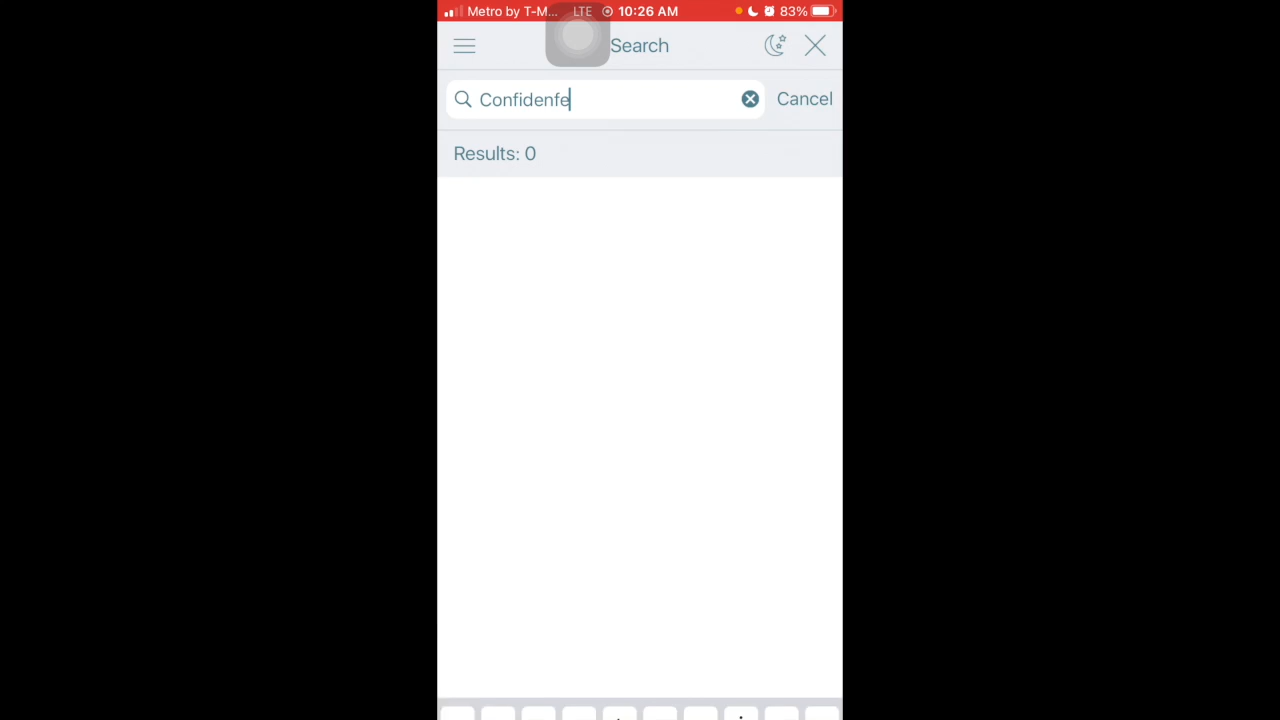 Metro by T-M... LTE 10:26 AM 83%
Search
Confidenfe Cancel
Results: 0